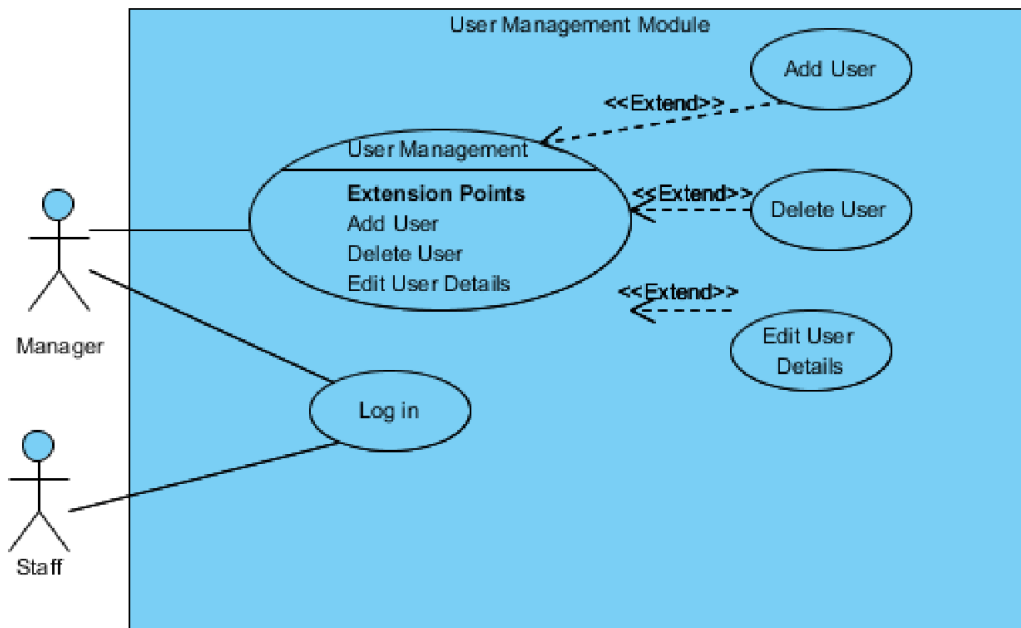 User Management Module
Add User
<<Extend>>
User Management
Extension Points
Add User
Delete User
Edit User Details
<<Extend>>
Delete User
<<Extend>>
Edit User
Details
Manager
Log in
Staff